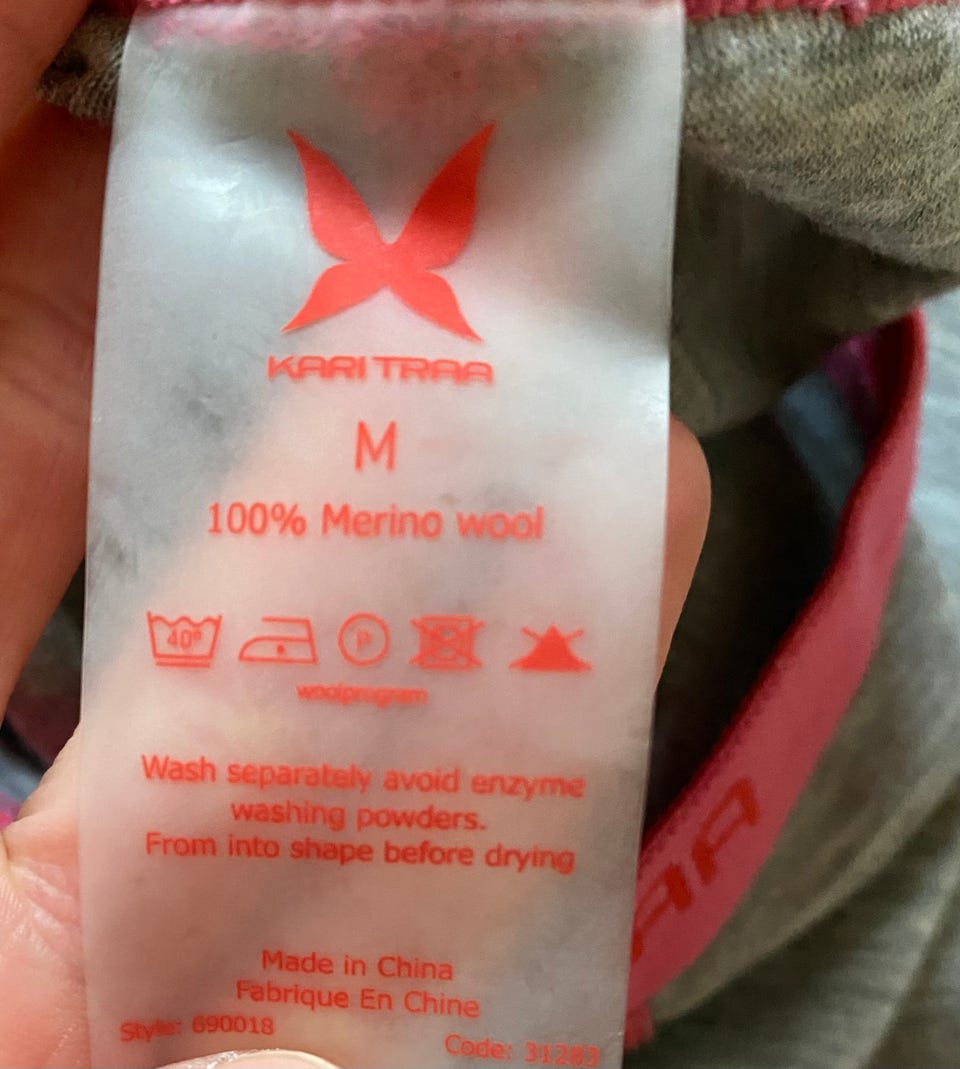 KARI TRAA
M
100% Merino wool
40°
P
woolprogram
Wash separately avoid enzyme
washing powders.
From into shape before drying
Made in China
Fabrique En Chine
Style: 690018
Code: 31283
AA